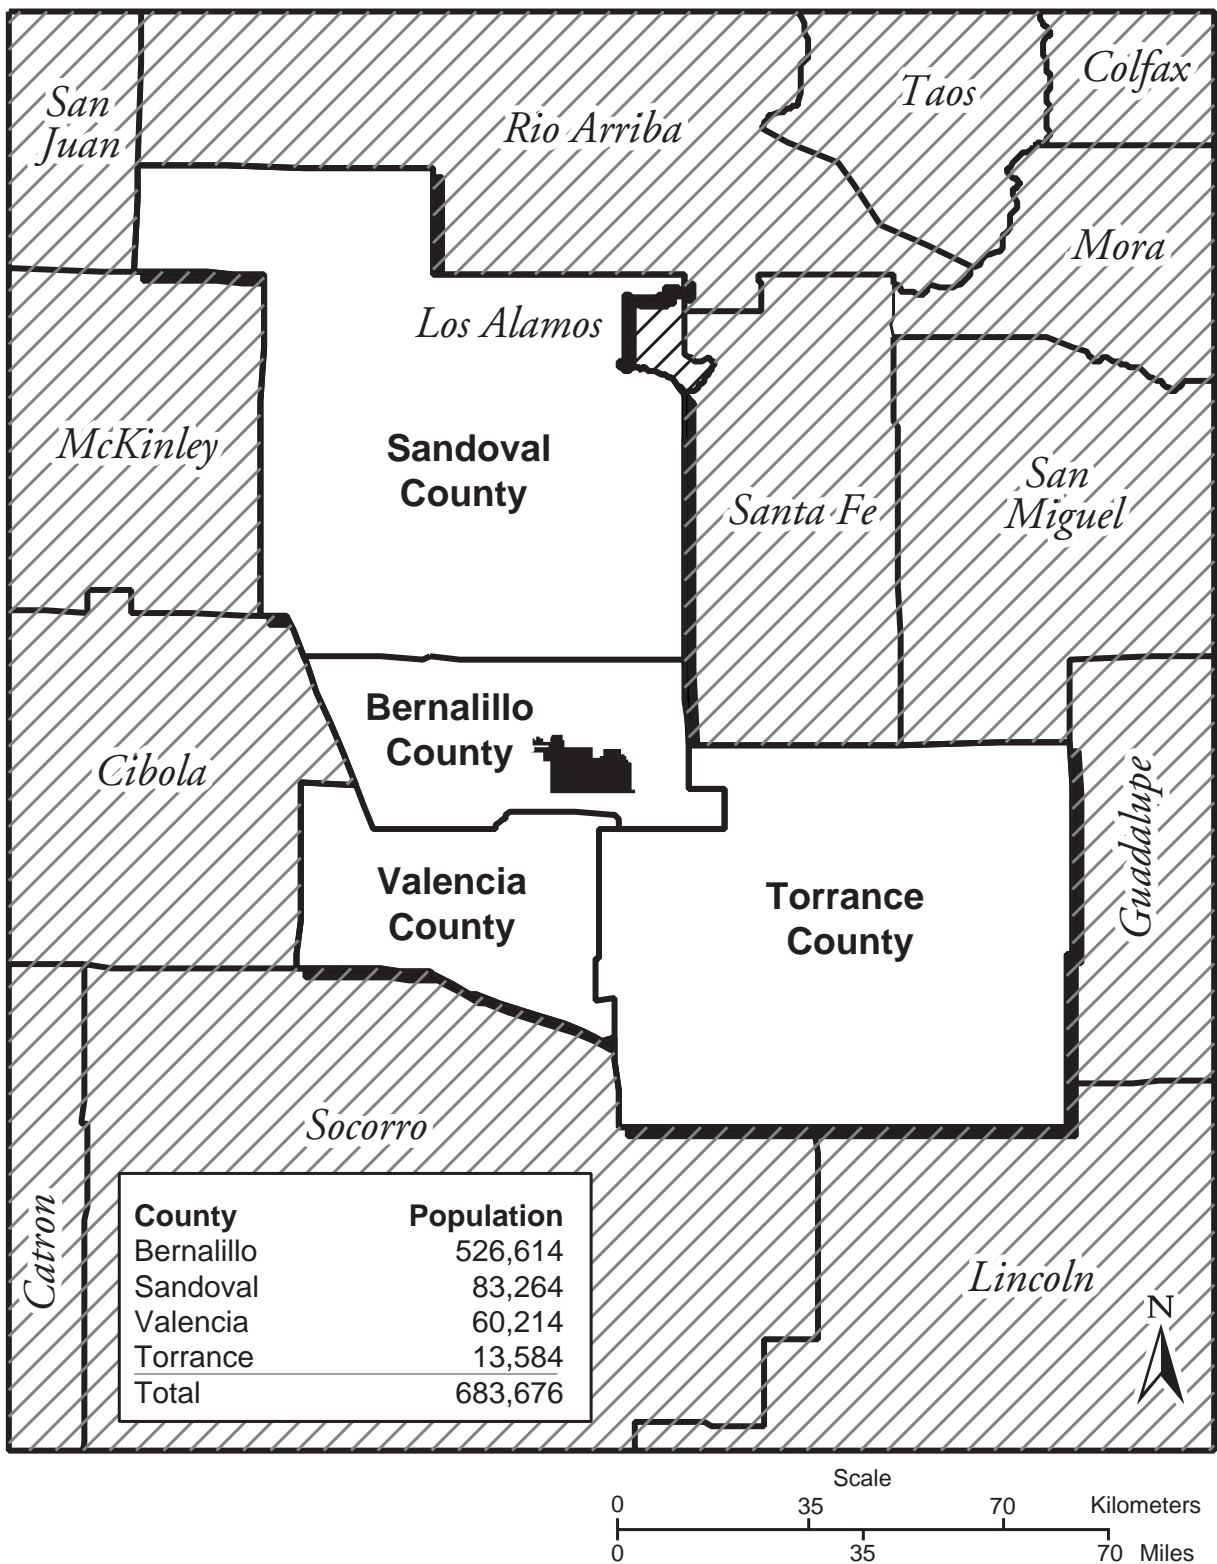 Colfax
Taos
San
Juan
Rio Arriba
Mora
Los Alamos
McKinley
Sandoval
County
Santa Fe
San
Miguel
Bernalillo
County
Cibola
Guadalupe
Valencia
County
Torrance
County
Socorro
Catron
Lincoln
N
County Population
Bernalillo 526,614
Sandoval 83,264
Valencia 60,214
Torrance 13,584
Total 683,676
Scale
0 35 70 Kilometers
0 35 70 Miles